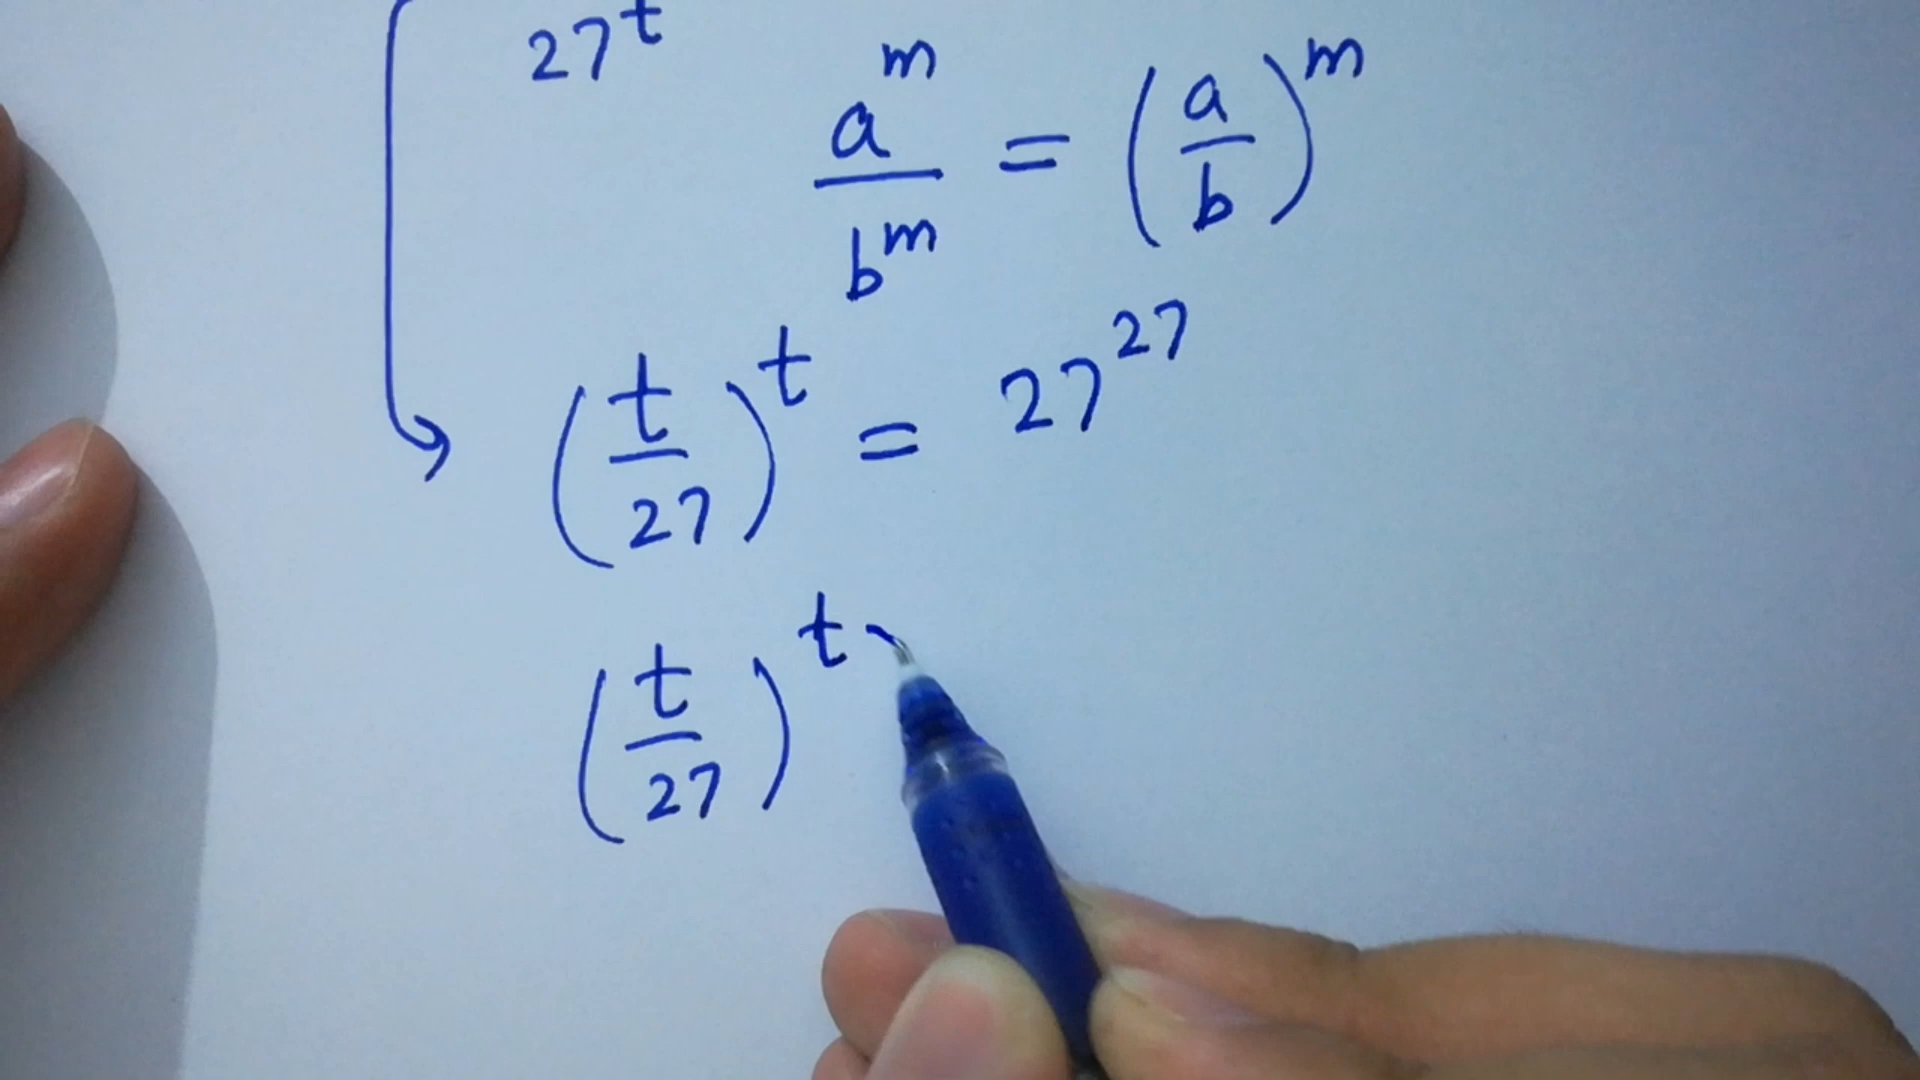 27^t
a^m / b^m = (a/b)^m
(t/27)^t = 27^27
(t/27)^t